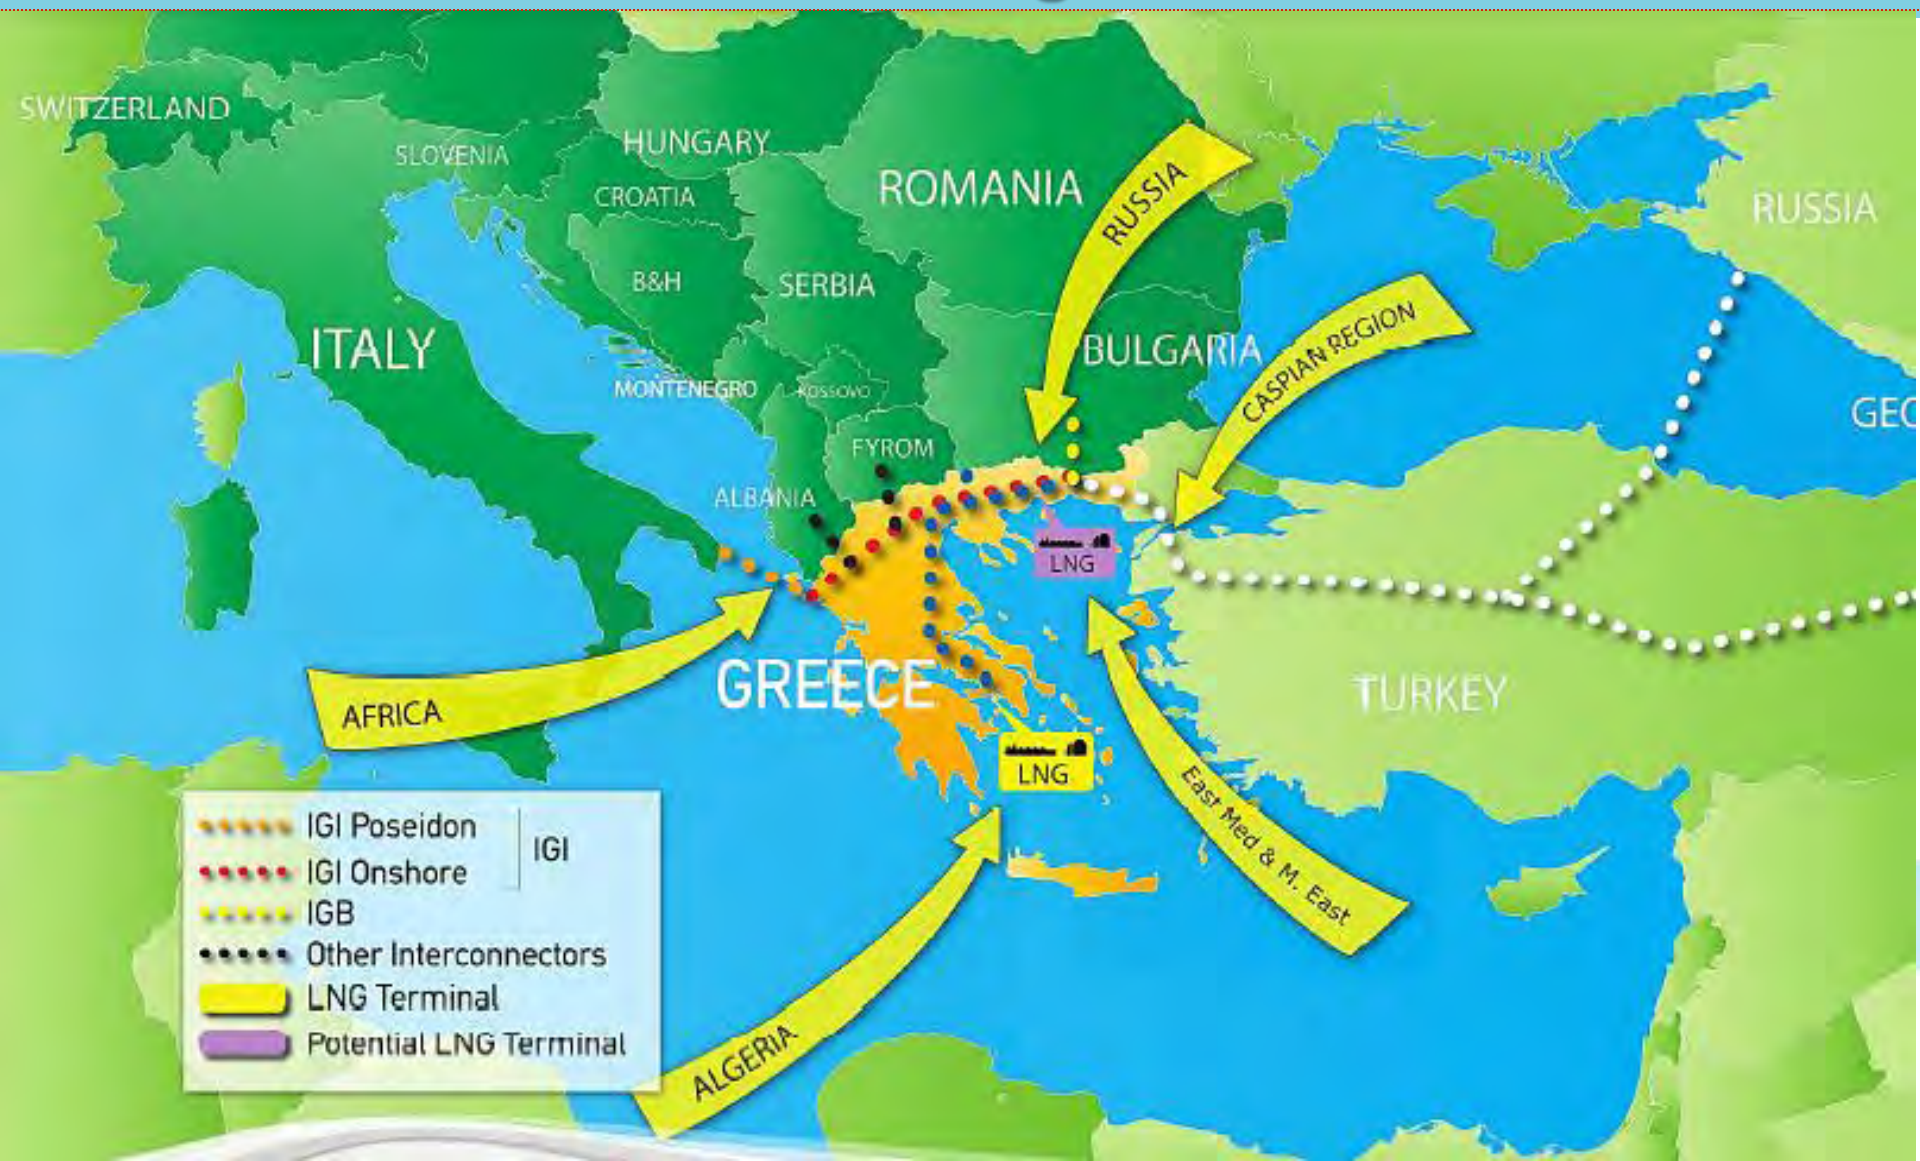 SWITZERLAND
SLOVENIA
HUNGARY
CROATIA
ROMANIA
RUSSIA
RUSSIA
B&H
SERBIA
ITALY
BULGARIA
CASPIAN REGION
MONTENEGRO
KOSSOVO
GEO
FYROM
ALBANIA
LNG
GREECE
TURKEY
AFRICA
LNG
East Med & M. East
ALGERIA
IGI Poseidon
IGI
IGI Onshore
IGB
Other Interconnectors
LNG Terminal
Potential LNG Terminal